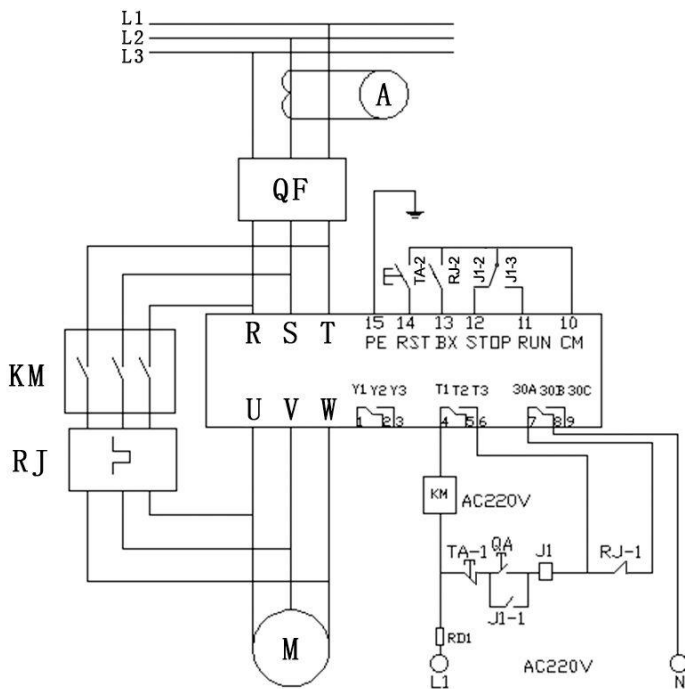 L1
L2
L3
A
QF
TA-2 RJ-2 J1-2 J1-3
R S T 15 14 13 12 11 10
PE RST BX STOP RUN CM
KM
U V W Y1 Y2 Y3 T1 T2 T3 30A 30B 30C
1 2 3 4 5 6 7 8 9
RJ
KM AC220V
TA-1 QA J1 RJ-1
J1-1
M
RD1
L1 AC220V N